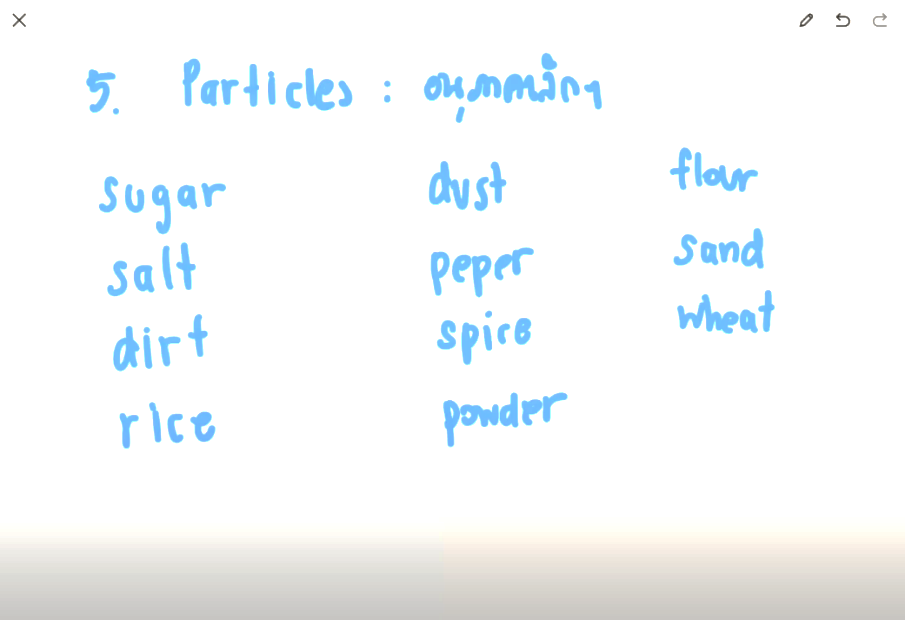 5. Particles : อนุภาคเล็ก ๆ
sugar dust flour
salt peper sand
dirt spice wheat
rice powder